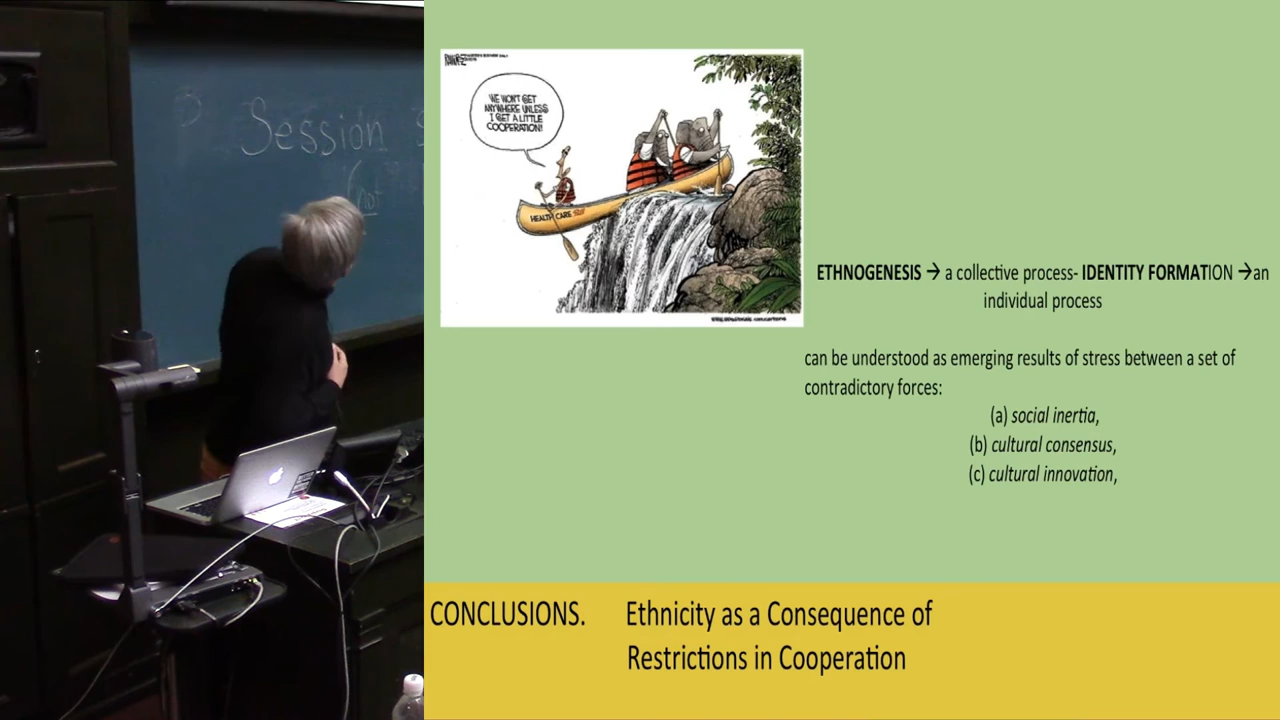 Session
WE WON'T GET
ANYWHERE UNLESS
I GET A LITTLE
COOPERATION!
HEALTH CARE
ETHNOGENESIS → a collective process- IDENTITY FORMATION →an
individual process
can be understood as emerging results of stress between a set of
contradictory forces:
(a) social inertia,
(b) cultural consensus,
(c) cultural innovation,
CONCLUSIONS. Ethnicity as a Consequence of
Restrictions in Cooperation